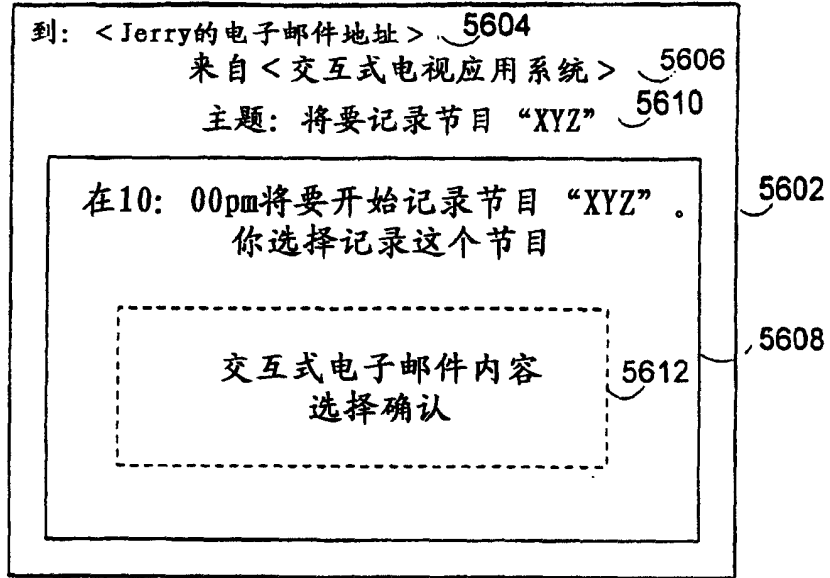 到: <Jerry的电子邮件地址> 5604
来自<交互式电视应用系统> 5606
主题: 将要记录节目 “XYZ” 5610
5602
在10: 00pm将要开始记录节目 “XYZ” 。
你选择记录这个节目
5608
交互式电子邮件内容 5612
选择确认